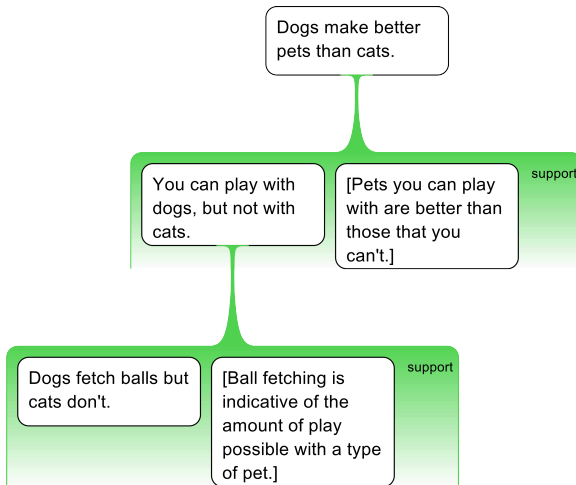 Dogs make better
pets than cats.
support
You can play with
dogs, but not with
cats.
[Pets you can play
with are better than
those that you
can't.]
support
Dogs fetch balls but
cats don't.
[Ball fetching is
indicative of the
amount of play
possible with a type
of pet.]